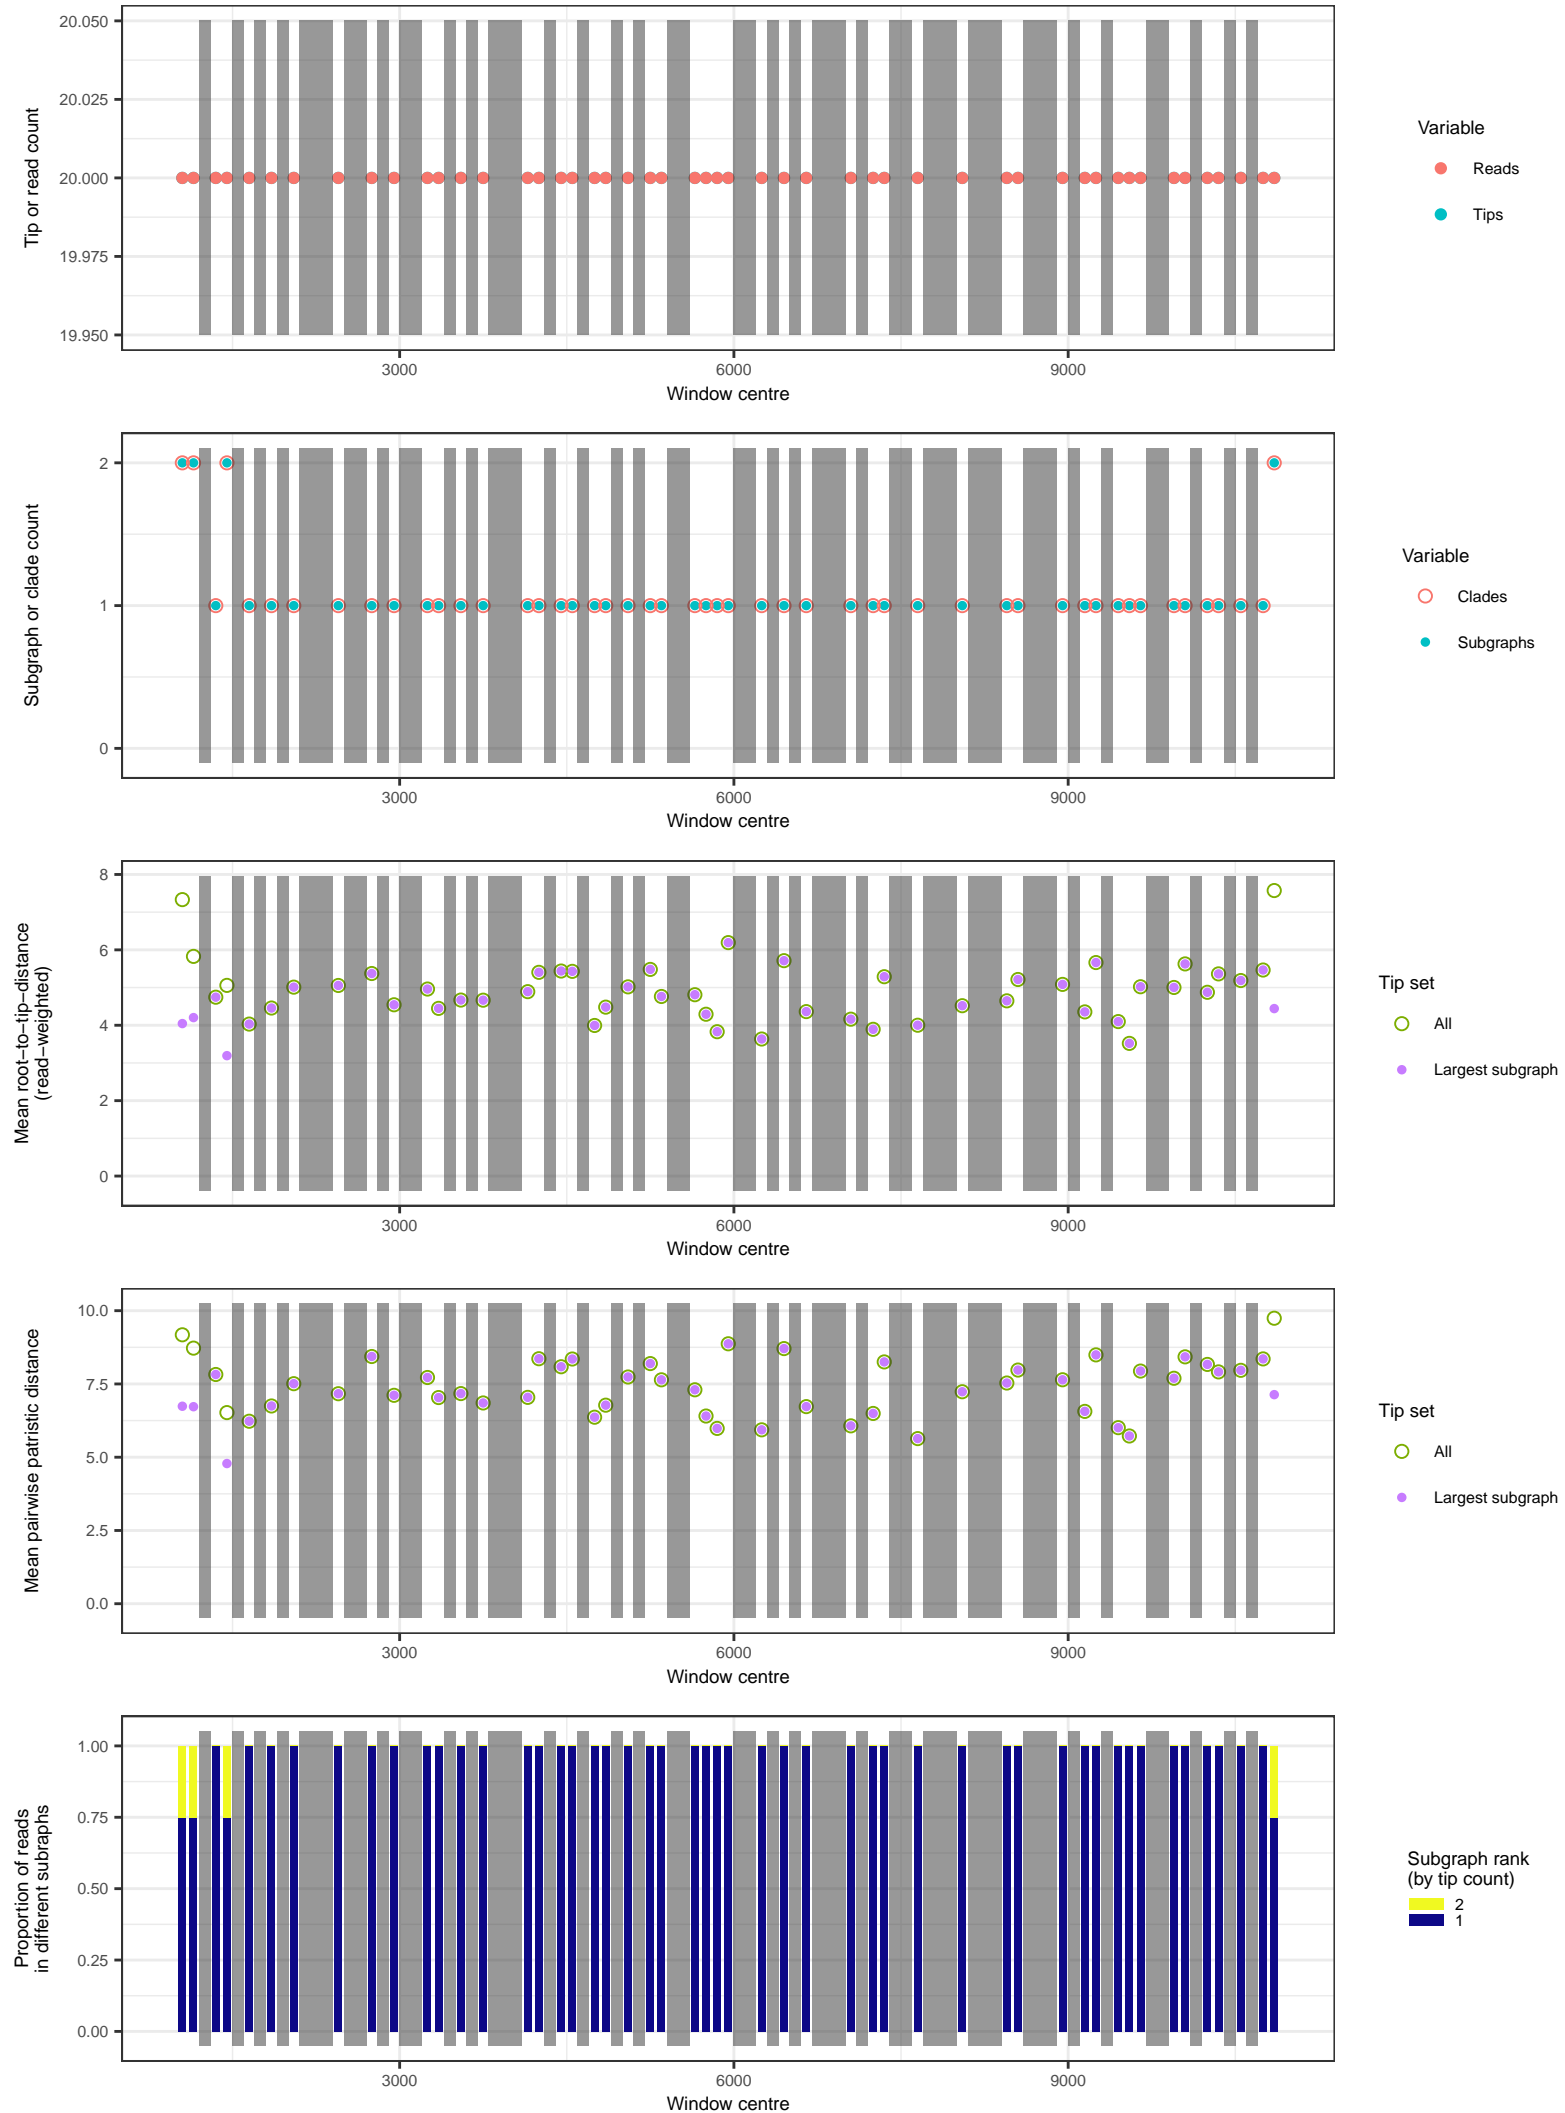 20.050
20.025
20.000
19.975
19.950
Tip or read count
3000
6000
9000
Window centre
Variable
Reads
Tips
2
1
0
Subgraph or clade count
3000
6000
9000
Window centre
Variable
Clades
Subgraphs
8
6
4
2
0
Mean root−to−tip−distance
(read−weighted)
3000
6000
9000
Window centre
Tip set
All
Largest subgraph
10.0
7.5
5.0
2.5
0.0
Mean pairwise patristic distance
3000
6000
9000
Window centre
Tip set
All
Largest subgraph
1.00
0.75
0.50
0.25
0.00
Proportion of reads
in different subraphs
3000
6000
9000
Window centre
Subgraph rank
(by tip count)
2
1